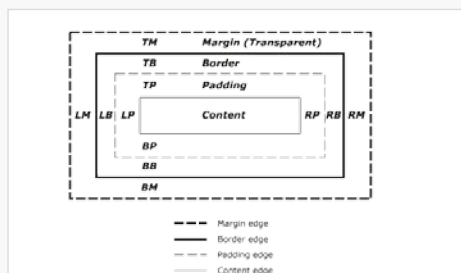 TM Margin (Transparent)
TB Border
TP Padding
LM LB LP Content RP RB RM
BP
BB
BM
Margin edge
Border edge
Padding edge
Content edge